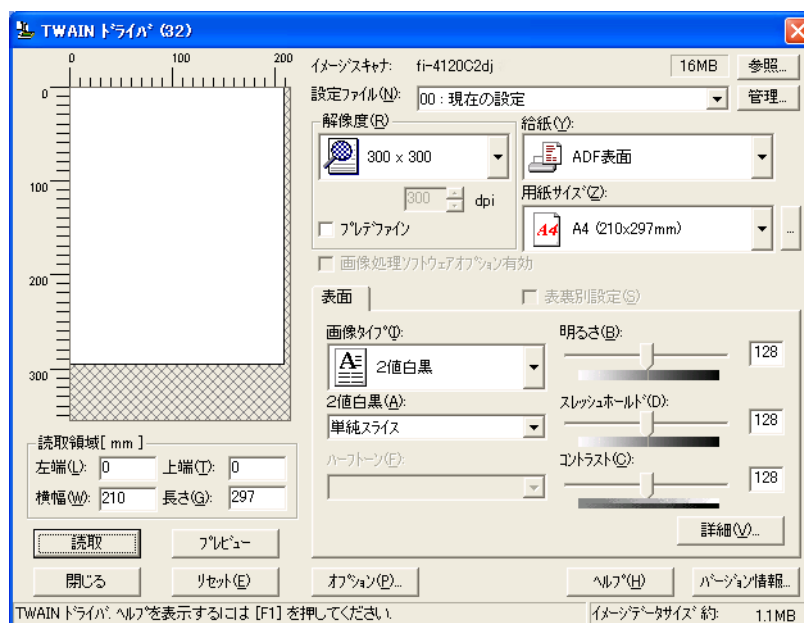 TWAIN ﾄﾞﾗｲﾊﾞ (32)
0 100 200
0
100
200
300
ｲﾒｰｼﾞｽｷｬﾅ: fi-4120C2dj 16MB 参照...
設定ファイル(N): 00 : 現在の設定 管理...
解像度(R)
300 x 300
300 dpi
ﾌﾟﾚﾃﾞﾌｧｲﾝ
給紙(Y):
ADF表面
用紙ｻｲｽﾞ(Z):
A4 A4 (210x297mm) ...
画像処理ｿﾌﾄｳｪｱｵﾌﾟｼｮﾝ有効
表面
表裏別設定(S)
画像ﾀｲﾌﾟ(I):
A 2値白黒
2値白黒(A):
単純スライス
ﾊｰﾌﾄｰﾝ(F):
明るさ(B):
128
ｽﾚｯｼｭﾎｰﾙﾄﾞ(D):
128
ｺﾝﾄﾗｽﾄ(C):
128
詳細(V)...
読取領域[ mm ]
左端(L): 0 上端(T): 0
横幅(W): 210 長さ(G): 297
読取 ﾌﾟﾚﾋﾞｭｰ
閉じる ﾘｾｯﾄ(E) ｵﾌﾟｼｮﾝ(P)... ﾍﾙﾌﾟ(H) ﾊﾞｰｼﾞｮﾝ情報...
TWAIN ﾄﾞﾗｲﾊﾞ. ﾍﾙﾌﾟを表示するには [F1] を押してください. ｲﾒｰｼﾞﾃﾞｰﾀｻｲｽﾞ約: 1.1MB